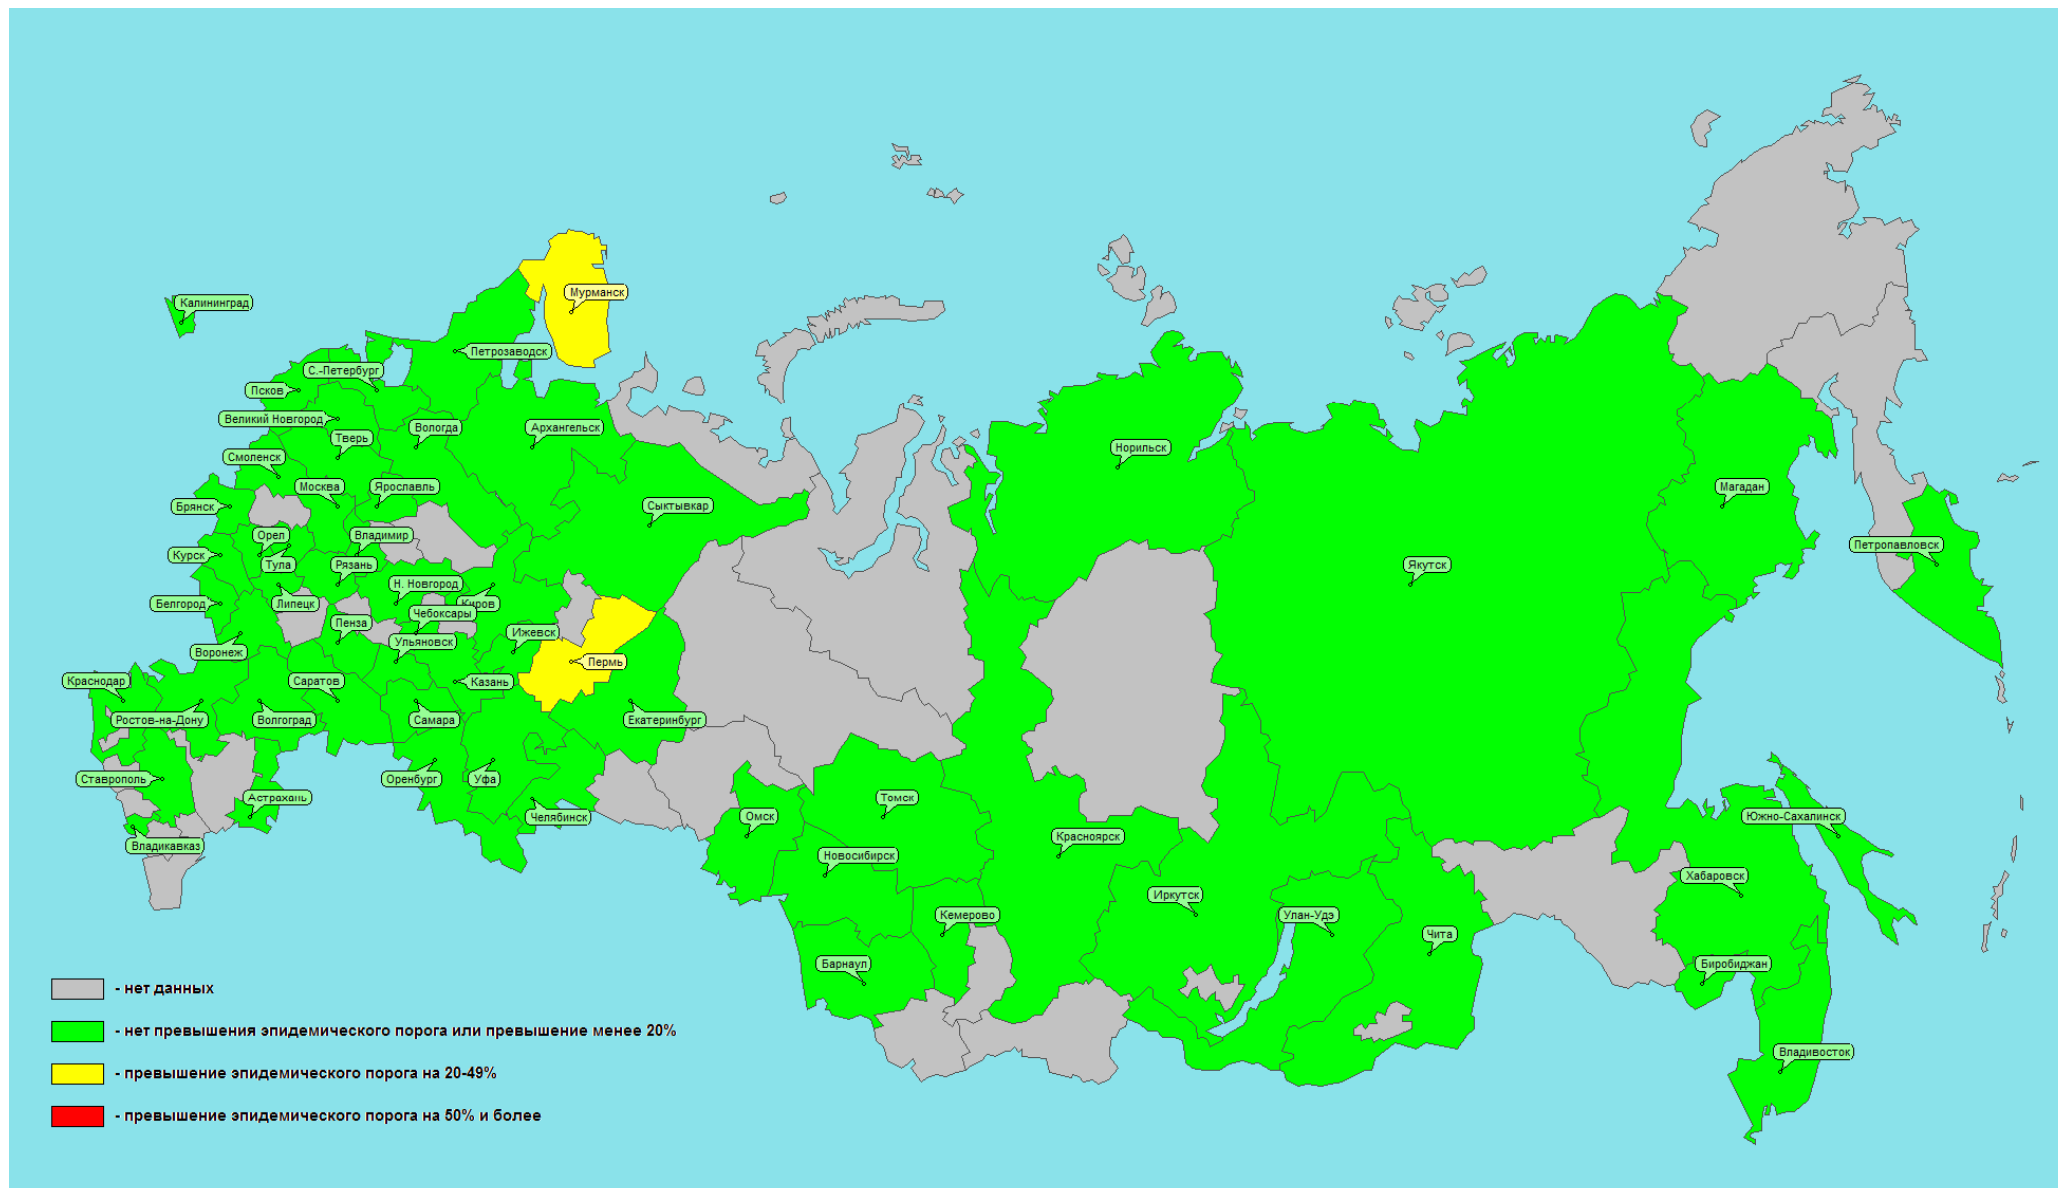 Мурманск
Калининград
Петрозаводск
С.-Петербург
Псков
Великий Новгород
Вологда
Архангельск
Тверь
Норильск
Смоленск
Москва
Ярославль
Магадан
Брянск
Сыктывкар
Орел
Владимир
Петропавловск
Курск
Тула
Рязань
Якутск
Н. Новгород
Белгород
Липецк
Киров
Чебоксары
Пенза
Ижевск
Ульяновск
Воронеж
Пермь
Краснодар
Саратов
Казань
Ростов-на-Дону
Волгоград
Самара
Екатеринбург
Ставрополь
Оренбург
Уфа
Астрахань
Томск
Челябинск
Омск
Южно-Сахалинск
Владикавказ
Красноярск
Новосибирск
Хабаровск
Иркутск
Кемерово
Улан-Удэ
Чита
Барнаул
Биробиджан
Владивосток
- нет данных
- нет превышения эпидемического порога или превышение менее 20%
- превышение эпидемического порога на 20-49%
- превышение эпидемического порога на 50% и более